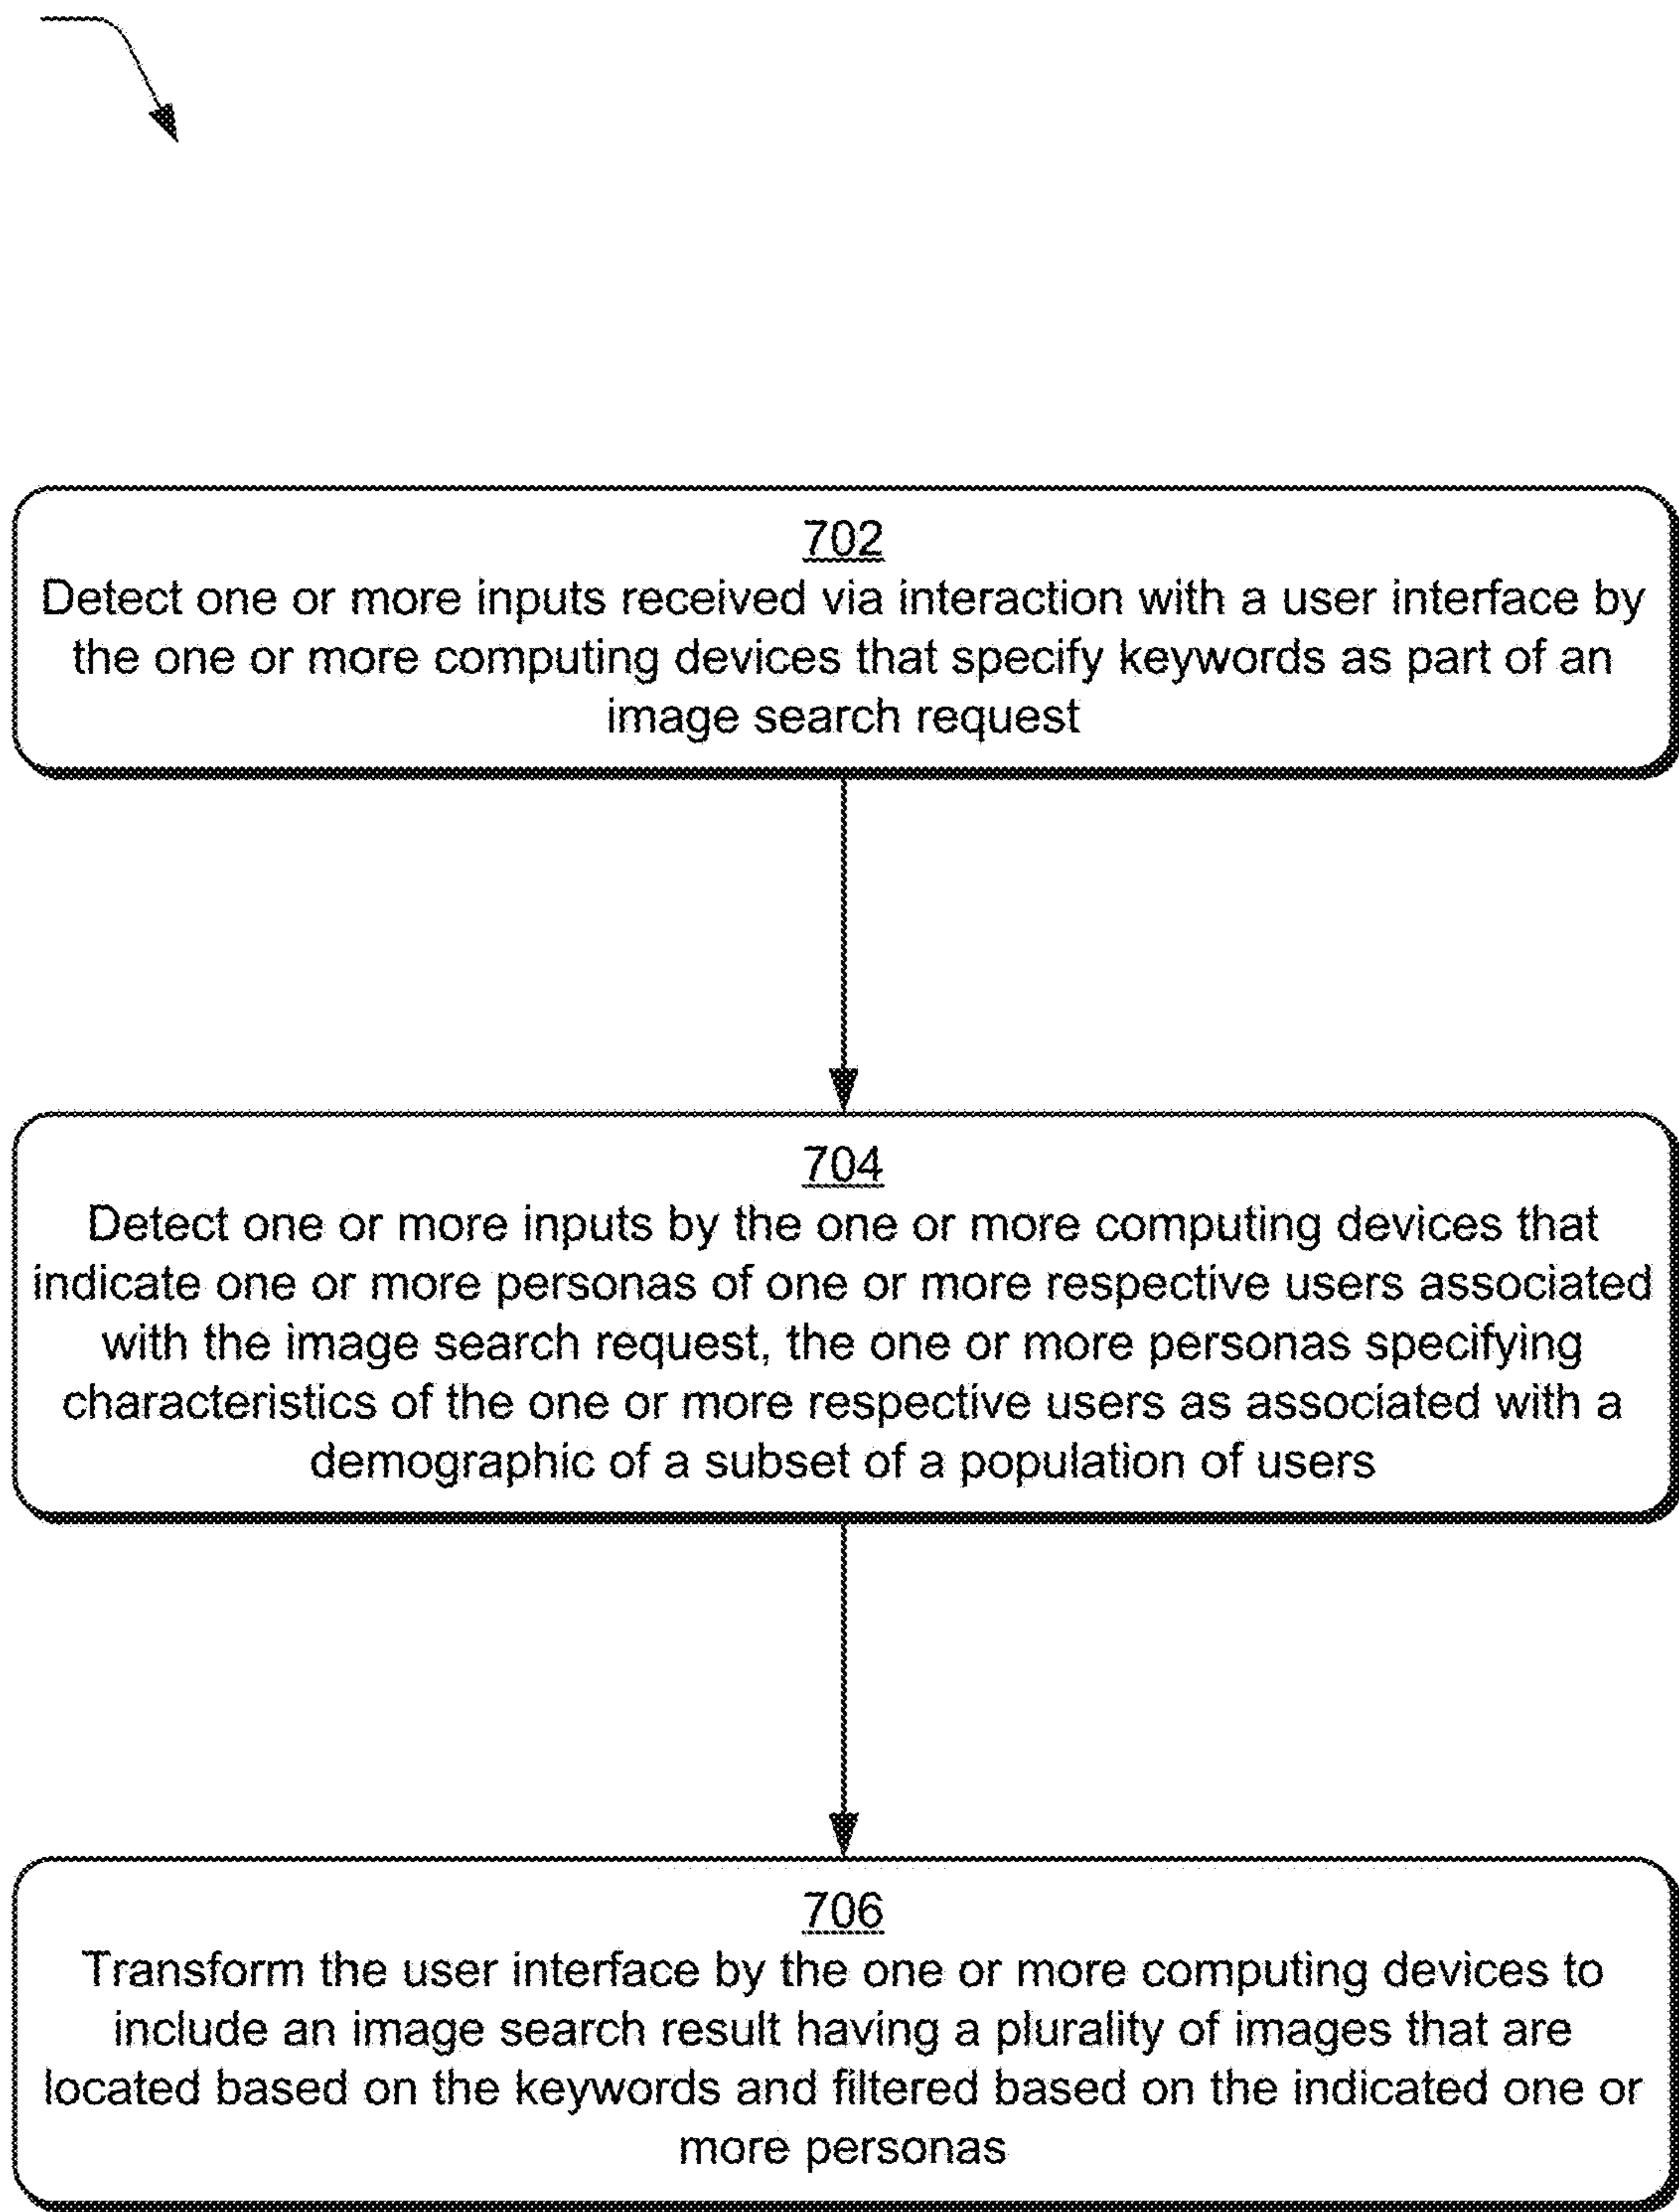 702
Detect one or more inputs received via interaction with a user interface by
the one or more computing devices that specify keywords as part of an
image search request
704
Detect one or more inputs by the one or more computing devices that
indicate one or more personas of one or more respective users associated
with the image search request, the one or more personas specifying
characteristics of the one or more respective users as associated with a
demographic of a subset of a population of users
706
Transform the user interface by the one or more computing devices to
include an image search result having a plurality of images that are
located based on the keywords and filtered based on the indicated one or
more personas